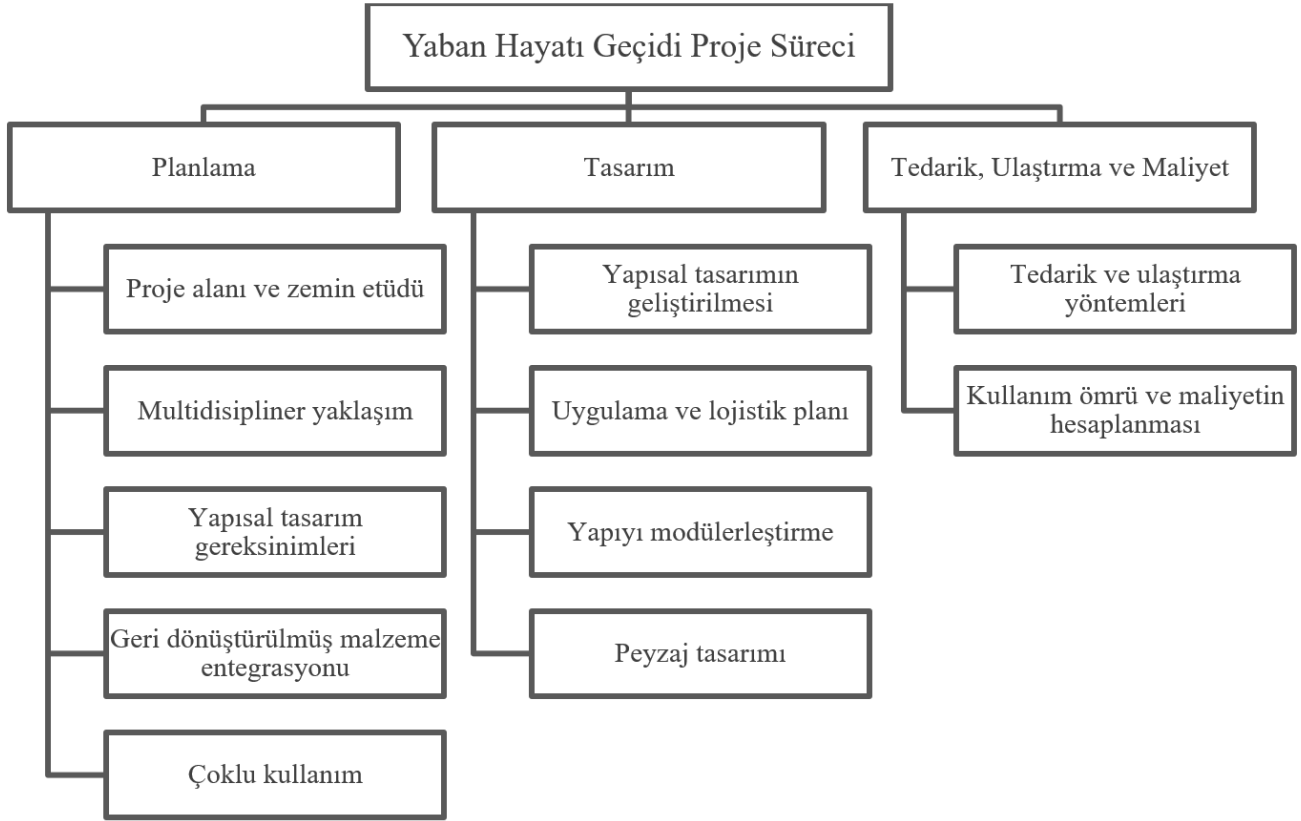 Yaban Hayatı Geçidi Proje Süreci
Planlama
Proje alanı ve zemin etüdü
Multidisipliner yaklaşım
Yapısal tasarım
gereksinimleri
Geri dönüştürülmüş malzeme
entegrasyonu
Çoklu kullanım
Tasarım
Yapısal tasarımın
geliştirilmesi
Uygulama ve lojistik planı
Yapıyı modülerleştirme
Peyzaj tasarımı
Tedarik, Ulaştırma ve Maliyet
Tedarik ve ulaştırma
yöntemleri
Kullanım ömrü ve maliyetin
hesaplanması